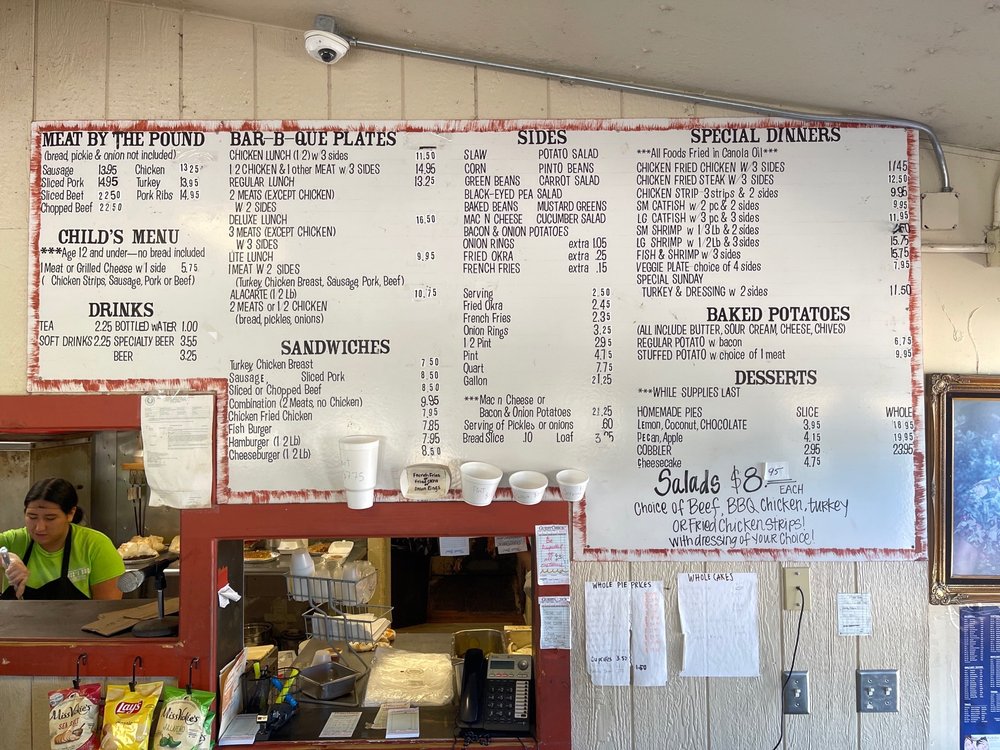 MEAT BY THE POUND
(bread, pickle & onion not included)
Sausage 13.95 Chicken 13.25
Sliced Pork 14.95 Turkey 13.95
Sliced Beef 22.50 Pork Ribs 14.95
Chopped Beef 22.50
CHILD'S MENU
***Age 12 and under—no bread included
1 Meat or Grilled Cheese w 1 side 5.75
( Chicken Strips, Sausage, Pork or Beef)
DRINKS
TEA 2.25 BOTTLED WATER 1.00
SOFT DRINKS 2.25 SPECIALTY BEER 3.55
BEER 3.25
BAR-B-QUE PLATES
CHICKEN LUNCH (1 2) w 3 sides 11.50
1 2 CHICKEN & 1 other MEAT w 3 SIDES 14.95
REGULAR LUNCH 13.25
2 MEATS (EXCEPT CHICKEN)
W 2 SIDES
DELUXE LUNCH 16.50
3 MEATS (EXCEPT CHICKEN)
W 3 SIDES
LITE LUNCH 9.95
1 MEAT W 2 SIDES
(Turkey, Chicken Breast, Sausage, Pork, Beef)
ALACARTE (1 2 Lb) 10.75
2 MEATS or 1 2 CHICKEN
(bread, pickles, onions)
SANDWICHES
Turkey, Chicken Breast 7.50
Sausage, Sliced Pork 8.50
Sliced or Chopped Beef 8.50
Combination (2 Meats, no Chicken) 9.95
Chicken Fried Chicken 7.95
Fish Burger 7.85
Hamburger (1 2 Lb) 7.95
Cheeseburger (1 2 Lb) 8.50
SIDES
SLAW POTATO SALAD
CORN PINTO BEANS
GREEN BEANS CARROT SALAD
BLACK-EYED PEA SALAD
BAKED BEANS MUSTARD GREENS
MAC N CHEESE CUCUMBER SALAD
BACON & ONION POTATOES
ONION RINGS extra 1.05
FRIED OKRA extra .25
FRENCH FRIES extra .15
Serving 2.50
Fried Okra 2.45
French Fries 2.35
Onion Rings 3.25
1 2 Pint 2.95
Pint 4.75
Quart 7.75
Gallon 21.25
***Mac n Cheese or
Bacon & Onion Potatoes 21.25
Serving of Pickles or onions .60
Bread Slice .10 Loaf
SPECIAL DINNERS
***All Foods Fried in Canola Oil***
CHICKEN FRIED CHICKEN W 3 SIDES 11.45
CHICKEN FRIED STEAK W 3 SIDES 12.50
CHICKEN STRIP 3 strips & 2 sides 9.95
SM CATFISH w 2 pc & 2 sides 9.95
LG CATFISH w 3 pc & 3 sides 11.95
SM SHRIMP w 1 3 Lb & 2 sides
LG SHRIMP w 1 2 Lb & 3 sides 15.75
FISH & SHRIMP w 3 sides 15.75
VEGGIE PLATE choice of 4 sides 7.95
SPECIAL SUNDAY
TURKEY & DRESSING w 2 sides 11.50
BAKED POTATOES
(ALL INCLUDE BUTTER, SOUR CREAM, CHEESE, CHIVES)
REGULAR POTATO w bacon 6.75
STUFFED POTATO w choice of 1 meat 9.95
DESSERTS
***WHILE SUPPLIES LAST
HOMEMADE PIES SLICE WHOLE
Lemon, Coconut, CHOCOLATE 3.95 18.95
Pecan, Apple 4.15 19.95
COBBLER 2.95 23.95
Cheesecake 4.75
Salads $8.95 EACH
Choice of Beef, BBQ Chicken, turkey
OR Fried Chicken Strips!
with dressing of your choice!
French Fries
Fried OKRA
Onion Rings
WHOLE PIE PRICES
WHOLE CAKES
Miss Vickie's
Lay's
Miss Vickie's